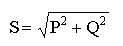 S = √P² + Q²